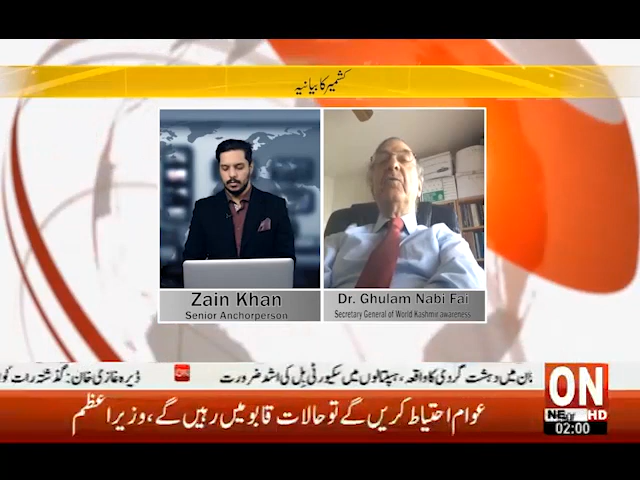 کشمیر کا بیانیہ
Zain Khan
Senior Anchorperson
Dr. Ghulam Nabi Fai
Secretary General of World Kashmir awareness
میں دہشت گردی کا واقعہ، ہسپتالوں میں سکیورٹی بل کی اشد ضرورت
ON
ڈیرہ غازی خان: گذشتہ رات کو
ON
NEWS HD
02:00
عوام احتیاط کریں گے تو حالات قابو میں رہیں گے، وزیراعظم